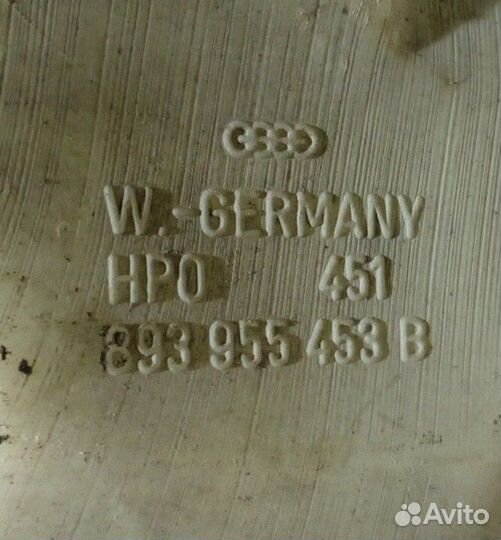 W.-GERMANY
HPO 451
893 955 453 B
Avito